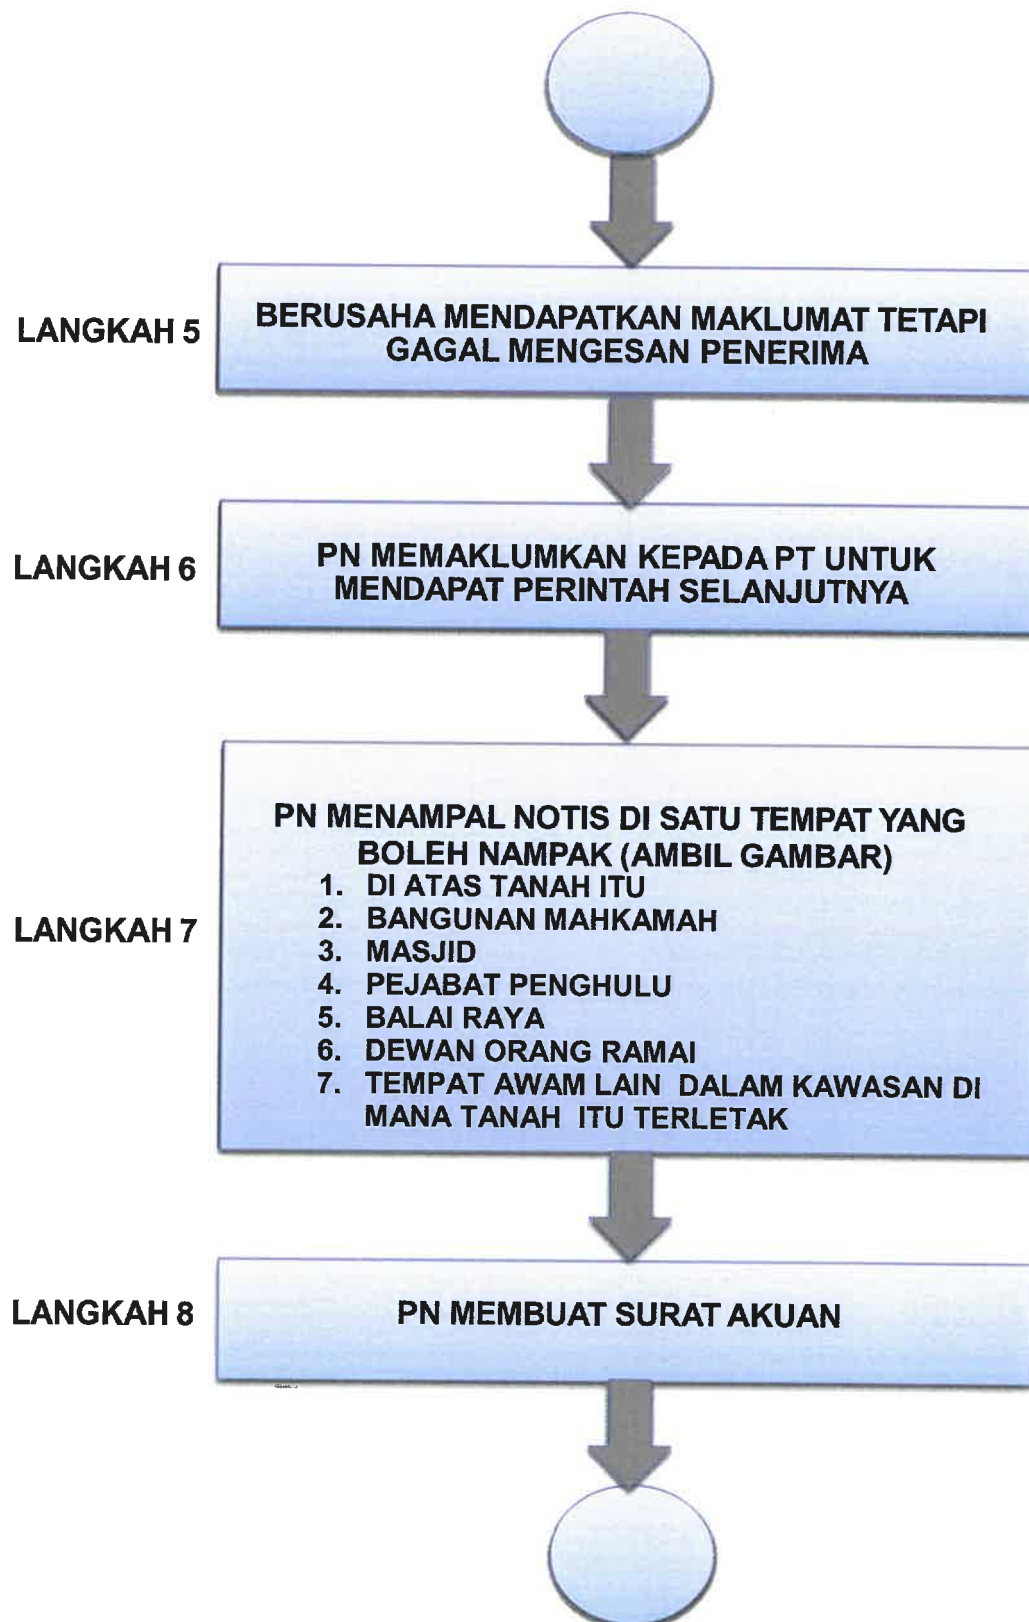 LANGKAH 5
BERUSAHA MENDAPATKAN MAKLUMAT TETAPI
GAGAL MENGESAN PENERIMA
LANGKAH 6
PN MEMAKLUMKAN KEPADA PT UNTUK
MENDAPAT PERINTAH SELANJUTNYA
LANGKAH 7
PN MENAMPAL NOTIS DI SATU TEMPAT YANG
BOLEH NAMPAK (AMBIL GAMBAR)
1. DI ATAS TANAH ITU
2. BANGUNAN MAHKAMAH
3. MASJID
4. PEJABAT PENGHULU
5. BALAI RAYA
6. DEWAN ORANG RAMAI
7. TEMPAT AWAM LAIN DALAM KAWASAN DI
MANA TANAH ITU TERLETAK
LANGKAH 8
PN MEMBUAT SURAT AKUAN